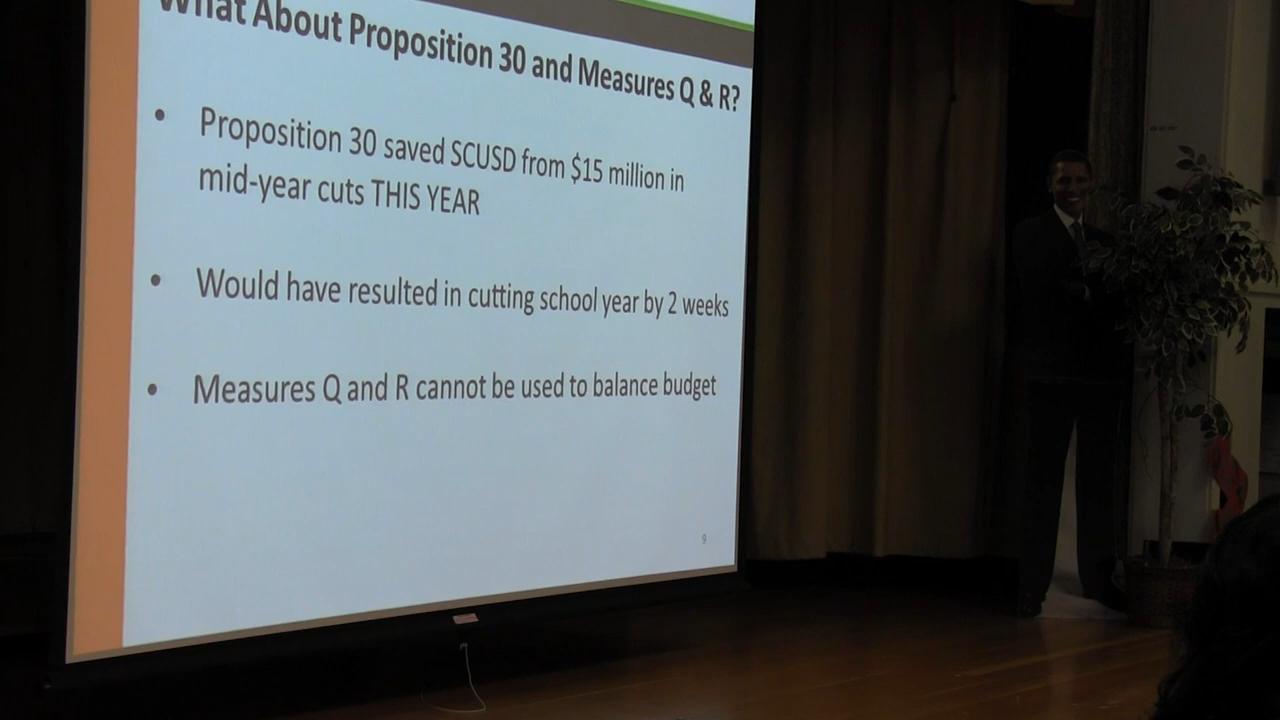 What About Proposition 30 and Measures Q & R?
• Proposition 30 saved SCUSD from $15 million in
mid-year cuts THIS YEAR
• Would have resulted in cutting school year by 2 weeks
• Measures Q and R cannot be used to balance budget
9